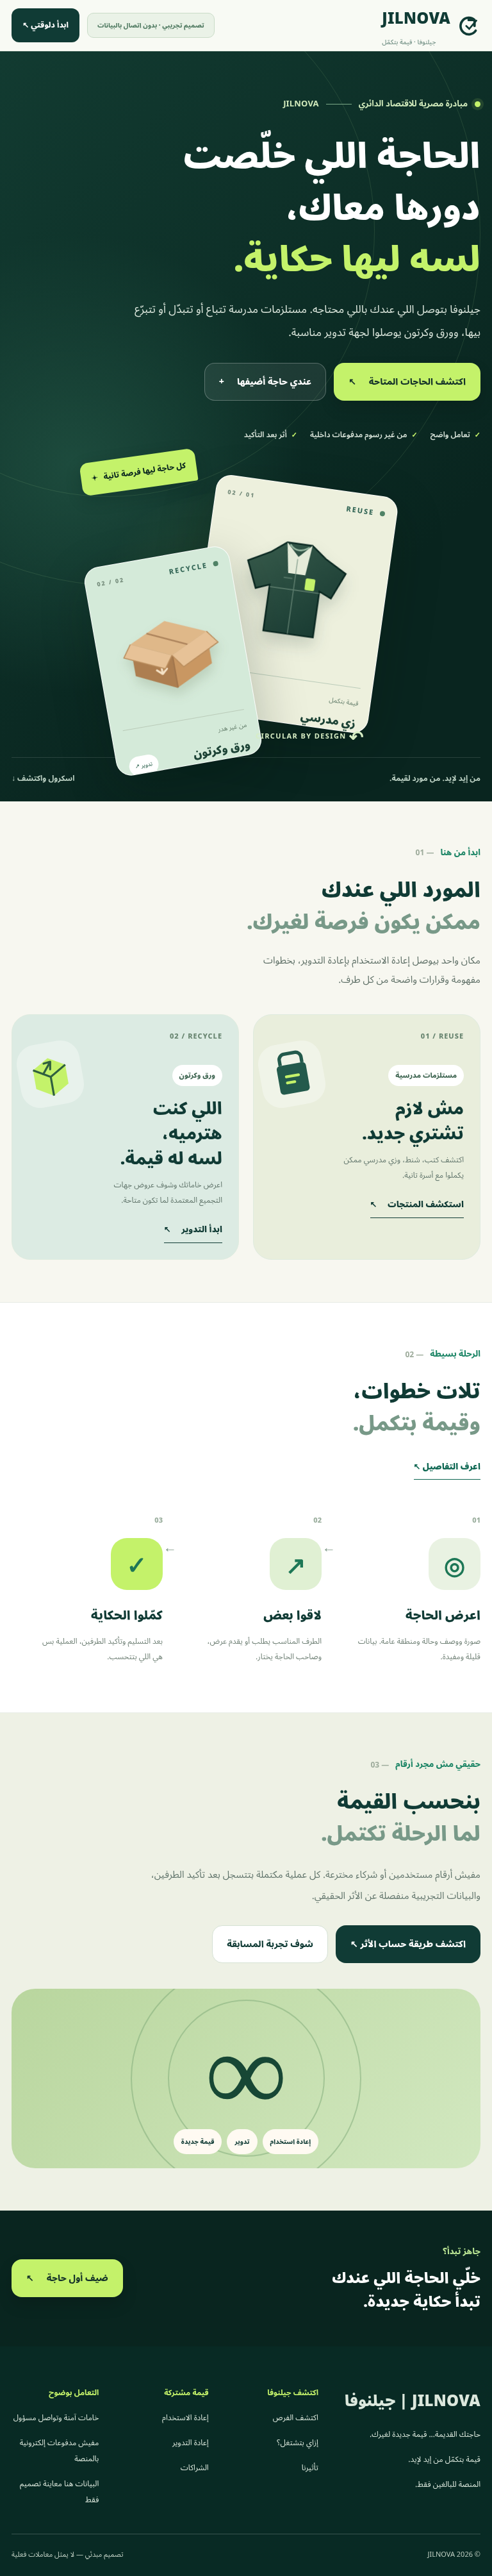 JILNOVA
جيلنوفا · قيمة بتكمّل
تصميم تجريبي · بدون اتصال بالبيانات
ابدأ دلوقتي ↖
مبادرة مصرية للاقتصاد الدائري — JILNOVA
الحاجة اللي خلّصت
دورها معاك،
لسه ليها حكاية.
جيلنوفا بتوصل اللي عندك باللي محتاجه. مستلزمات مدرسة تتباع أو تتبدّل أو تتبرّع
بيها، وورق وكرتون يوصلوا لجهة تدوير مناسبة.
اكتشف الحاجات المتاحة ↖
عندي حاجة أضيفها +
✓ تعامل واضح ✓ من غير رسوم مدفوعات داخلية ✓ أثر بعد التأكيد
كل حاجة ليها فرصة تانية +
REUSE
02 / 01
قيمة بتكمل
زي مدرسي
RECYCLE
02 / 02
من غير هدر
ورق وكرتون
تدوير ↗
IRCULAR BY DESIGN
من إيد لإيد. من مورد لقيمة.
اسكرول واكتشف ↓
ابدأ من هنا — 01
المورد اللي عندك
ممكن يكون فرصة لغيرك.
مكان واحد بيوصل إعادة الاستخدام بإعادة التدوير، بخطوات
مفهومة وقرارات واضحة من كل طرف.
01 / REUSE
مستلزمات مدرسية
مش لازم
تشتري جديد.
اكتشف كتب، شنط، وزي مدرسي ممكن
يكملوا مع أسرة تانية.
استكشف المنتجات ↖
02 / RECYCLE
ورق وكرتون
اللي كنت
هترميه،
لسه له قيمة.
اعرض خاماتك وشوف عروض جهات
التجميع المعتمدة لما تكون متاحة.
ابدأ التدوير ↖
الرحلة بسيطة — 02
تلات خطوات،
وقيمة بتكمل.
اعرف التفاصيل ↖
01
اعرض الحاجة
صورة ووصف وحالة ومنطقة عامة. بيانات
قليلة ومفيدة.
←
02
↗
لاقوا بعض
الطرف المناسب يطلب أو يقدم عرض،
وصاحب الحاجة يختار.
←
03
✓
كمّلوا الحكاية
بعد التسليم وتأكيد الطرفين، العملية بس
هي اللي بتتحسب.
حقيقي مش مجرد أرقام — 03
بنحسب القيمة
لما الرحلة تكتمل.
مفيش أرقام مستخدمين أو شركاء مخترعة. كل عملية مكتملة بتتسجل بعد تأكيد الطرفين،
والبيانات التجريبية منفصلة عن الأثر الحقيقي.
اكتشف طريقة حساب الأثر ↖
شوف تجربة المسابقة
∞
إعادة استخدام
تدوير
قيمة جديدة
جاهز تبدأ؟
خلّي الحاجة اللي عندك
تبدأ حكاية جديدة.
ضيف أول حاجة ↖
JILNOVA | جيلنوفا
حاجتك القديمة... قيمة جديدة لغيرك.
قيمة بتكمّل من إيد لإيد.
المنصة للبالغين فقط.
اكتشف جيلنوفا
اكتشف الفرص
إزاي بنشتغل؟
تأثيرنا
قيمة مشتركة
إعادة الاستخدام
إعادة التدوير
الشراكات
التعامل بوضوح
خامات آمنة وتواصل مسؤول
مفيش مدفوعات إلكترونية
بالمنصة
البيانات هنا معاينة تصميم
فقط
© 2026 JILNOVA
تصميم مبدئي — لا يمثل معاملات فعلية